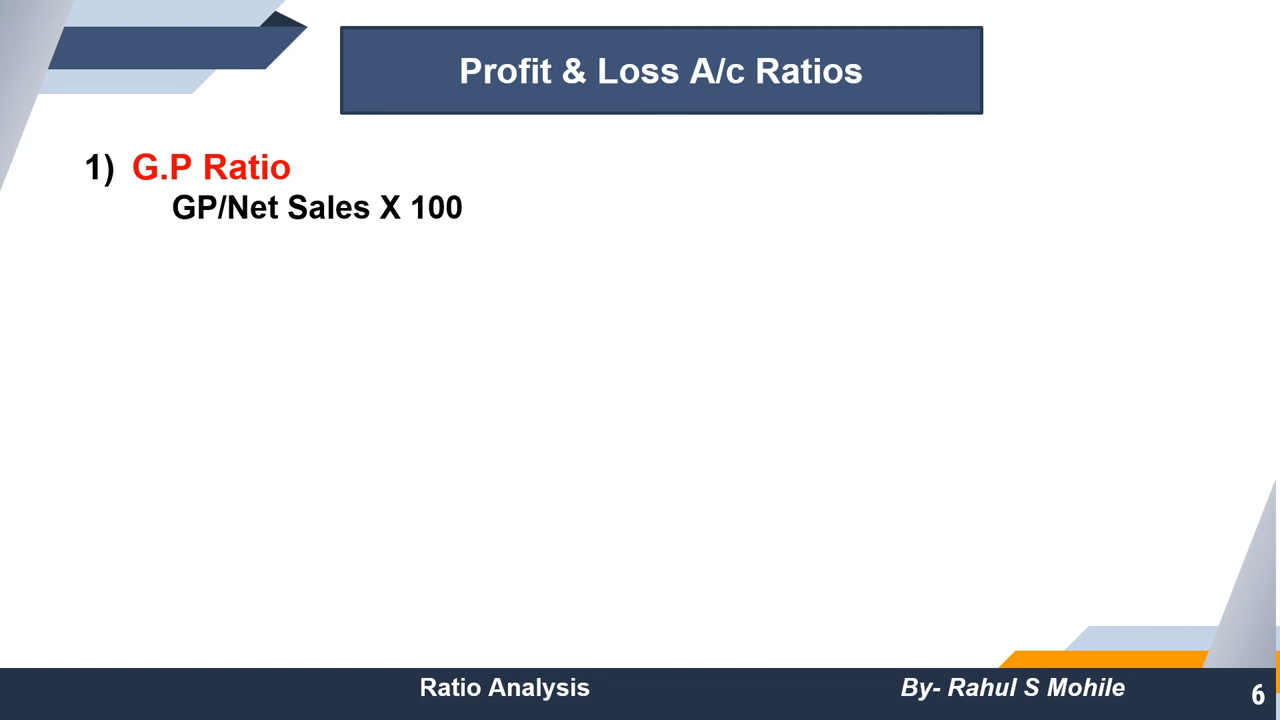 Profit & Loss A/c Ratios
1) G.P Ratio
GP/Net Sales X 100
Ratio Analysis
By- Rahul S Mohile
6